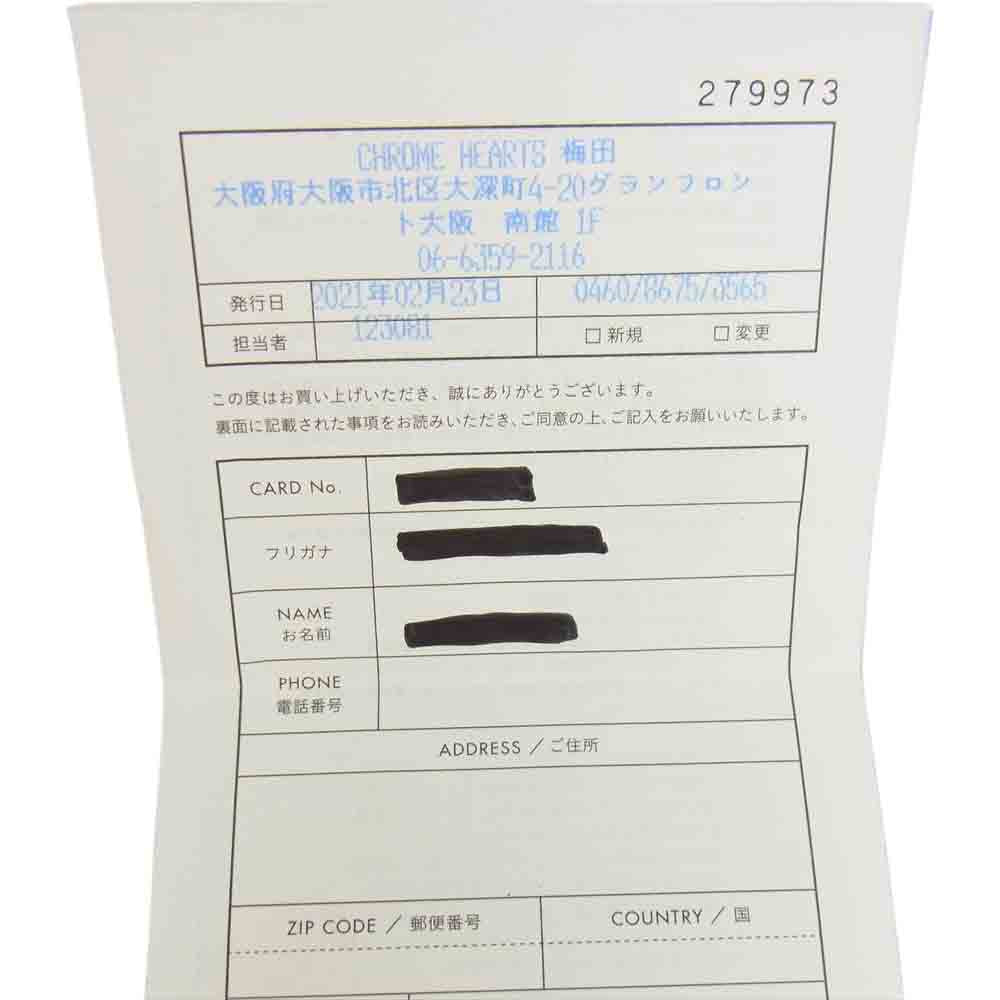 279973
CHROME HEARTS 梅田
大阪府大阪市北区大深町4-20グランフロン
ト大阪 南館 1F
06-6359-2116
発行日 2021年02月23日 0460/8675/3565
担当者 123081 □新規 □変更
この度はお買い上げいただき、誠にありがとうございます。
裏面に記載された事項をお読みいただき、ご同意の上、ご記入をお願いいたします。
CARD No.
フリガナ
NAME
お名前
PHONE
電話番号
ADDRESS / ご住所
ZIP CODE / 郵便番号 COUNTRY / 国